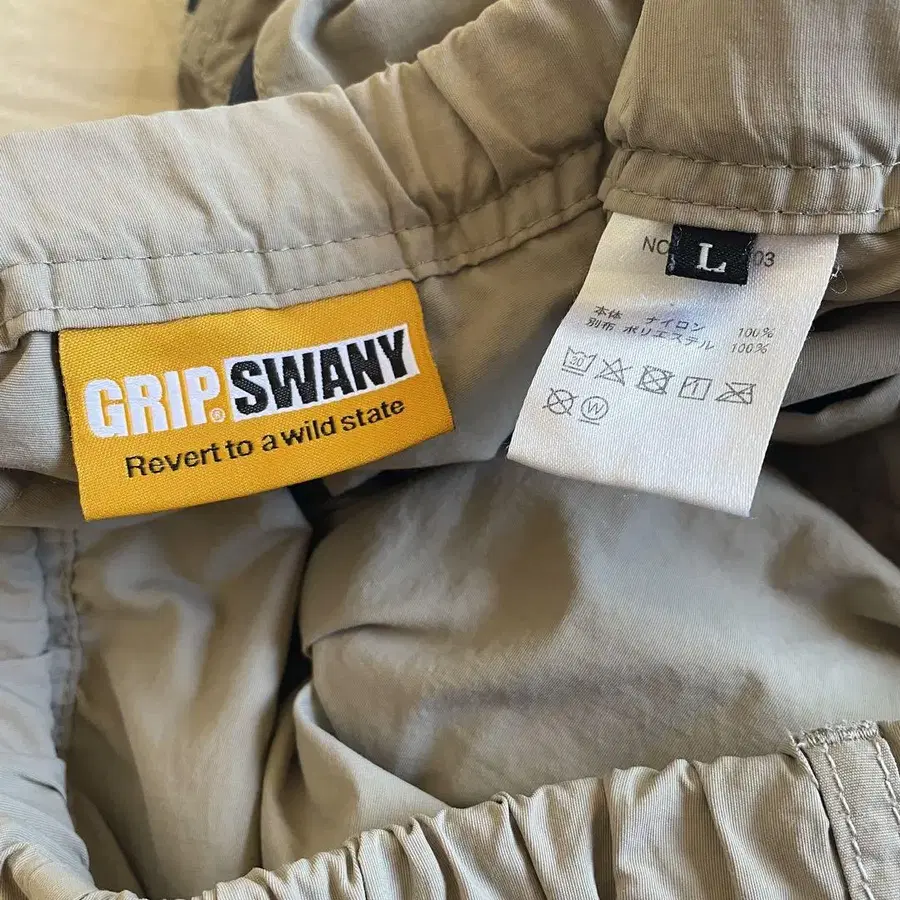 GRIP® SWANY
Revert to a wild state
L
本体 ナイロン 100%
別布 ポリエステル 100%
30
W